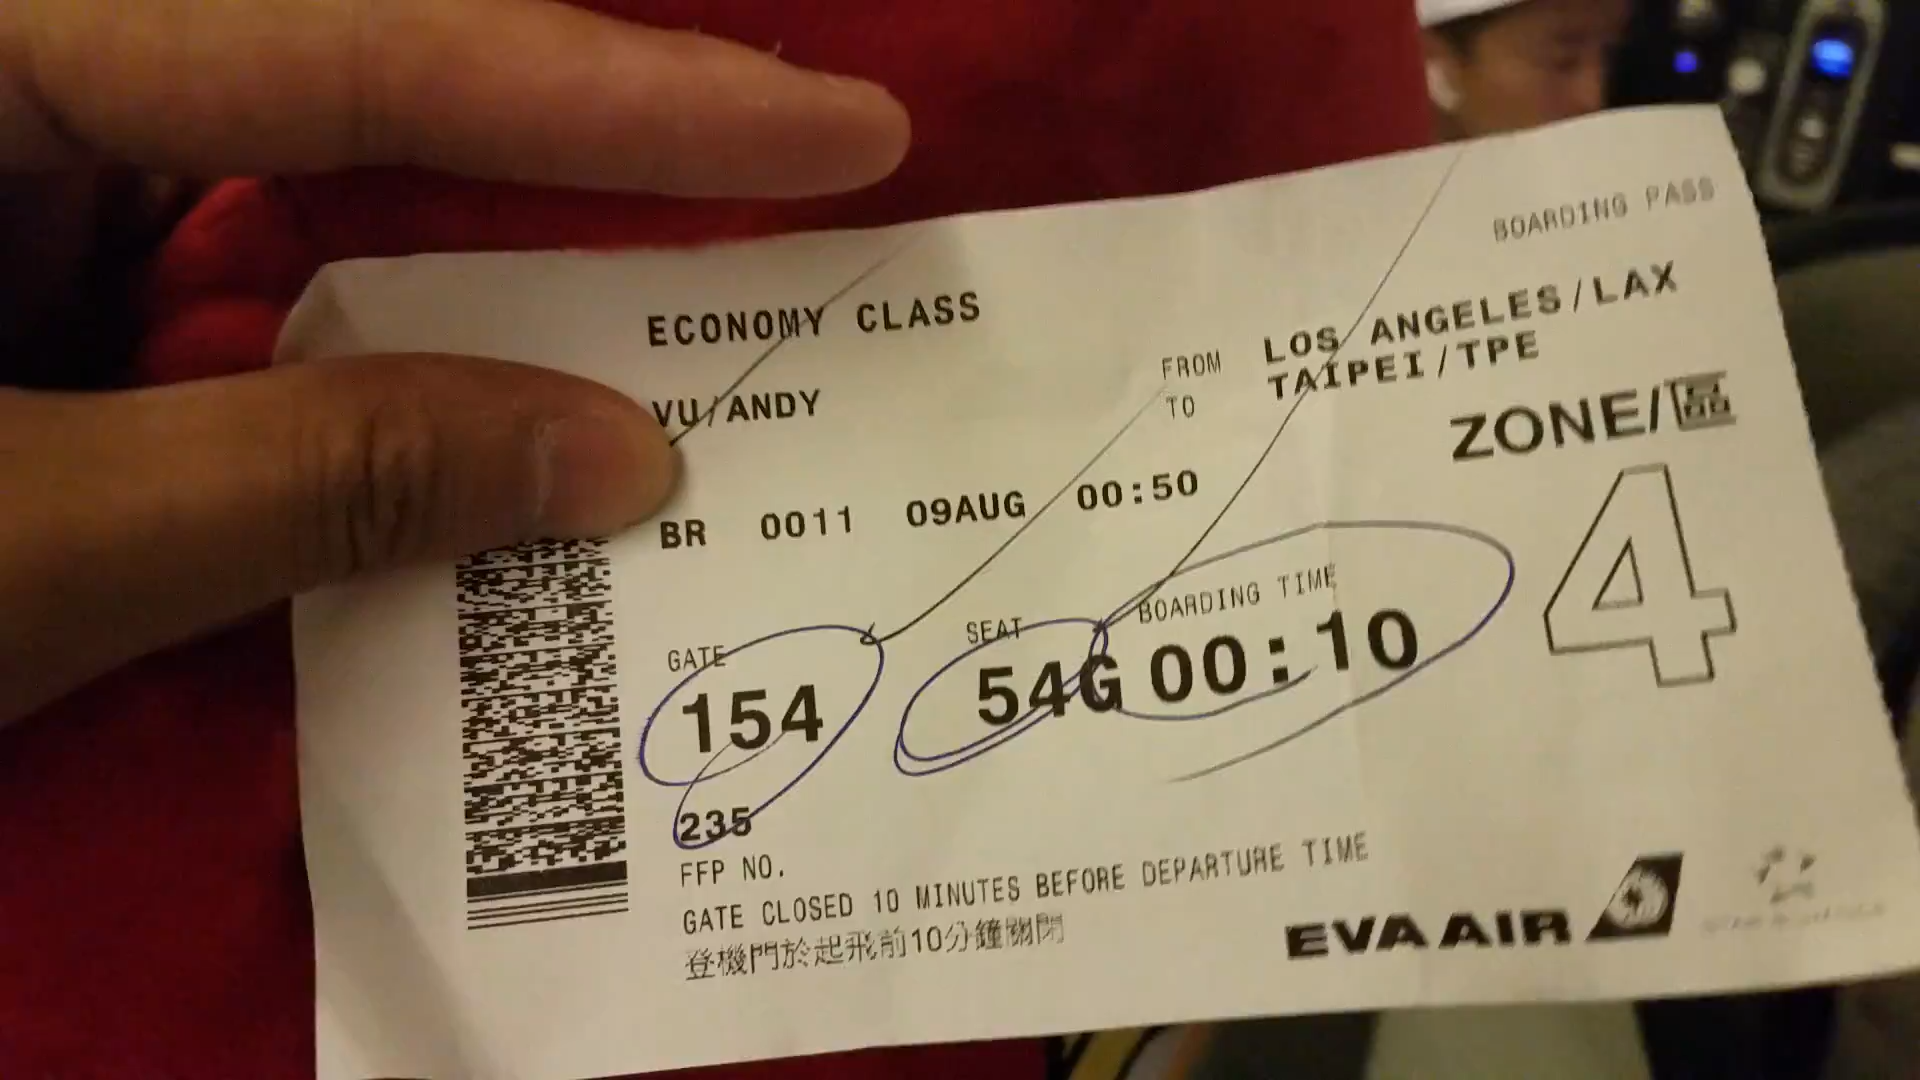 BOARDING PASS
ECONOMY CLASS
VU/ANDY
FROM LOS ANGELES/LAX
TO TAIPEI/TPE
ZONE/區
4
BR 0011 09AUG 00:50
GATE SEAT BOARDING TIME
154 54G 00:10
235
FFP NO.
GATE CLOSED 10 MINUTES BEFORE DEPARTURE TIME
登機門於起飛前10分鐘關閉
EVA AIR